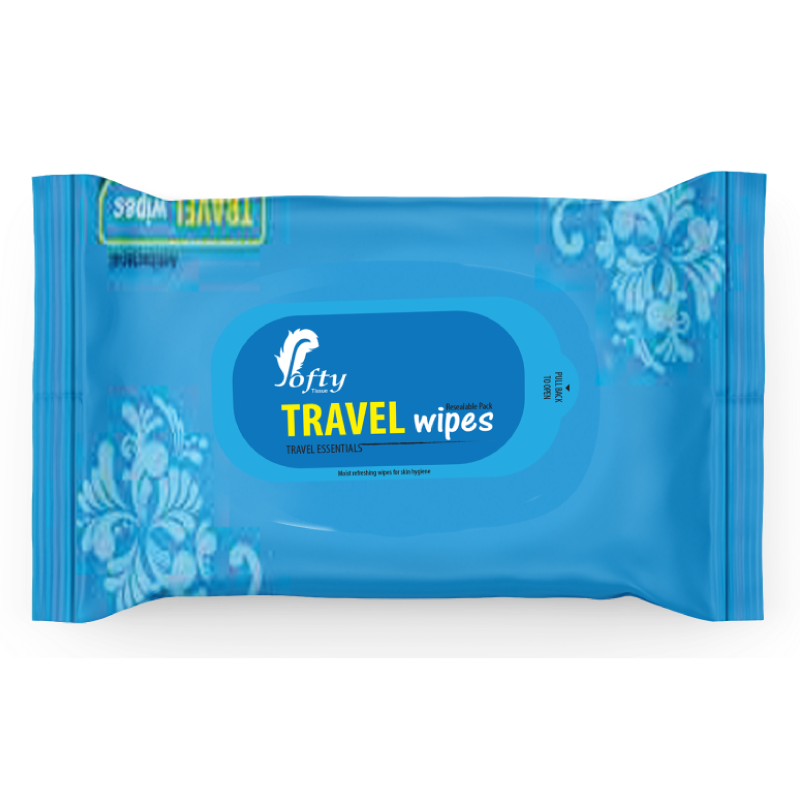 TRAVEL wipes
Antibacterial
Softy
Tissue
Resealable Pack
TRAVEL wipes
TRAVEL ESSENTIALS
Moist refreshing wipes for skin hygiene
PULL BACK
TO OPEN